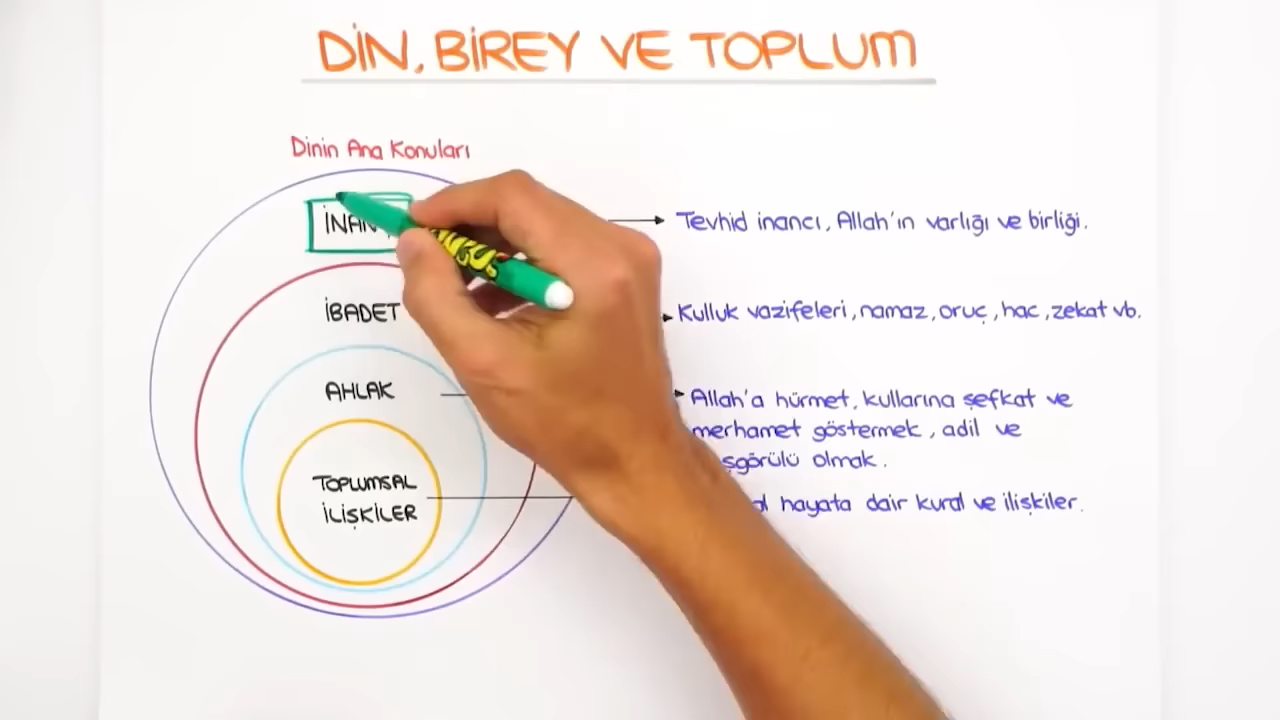 DİN, BİREY VE TOPLUM
Dinin Ana Konuları
Tevhid inancı, Allah'ın varlığı ve birliği.
İBADET
Kulluk vazifeleri, namaz, oruç, hac, zekat vb.
AHLAK
Allah'a hürmet, kullarına şefkat ve
merhamet göstermek, adil ve
olmak.
TOPLUMSAL
İLİŞKİLER
hayata dair kural ve ilişkiler.